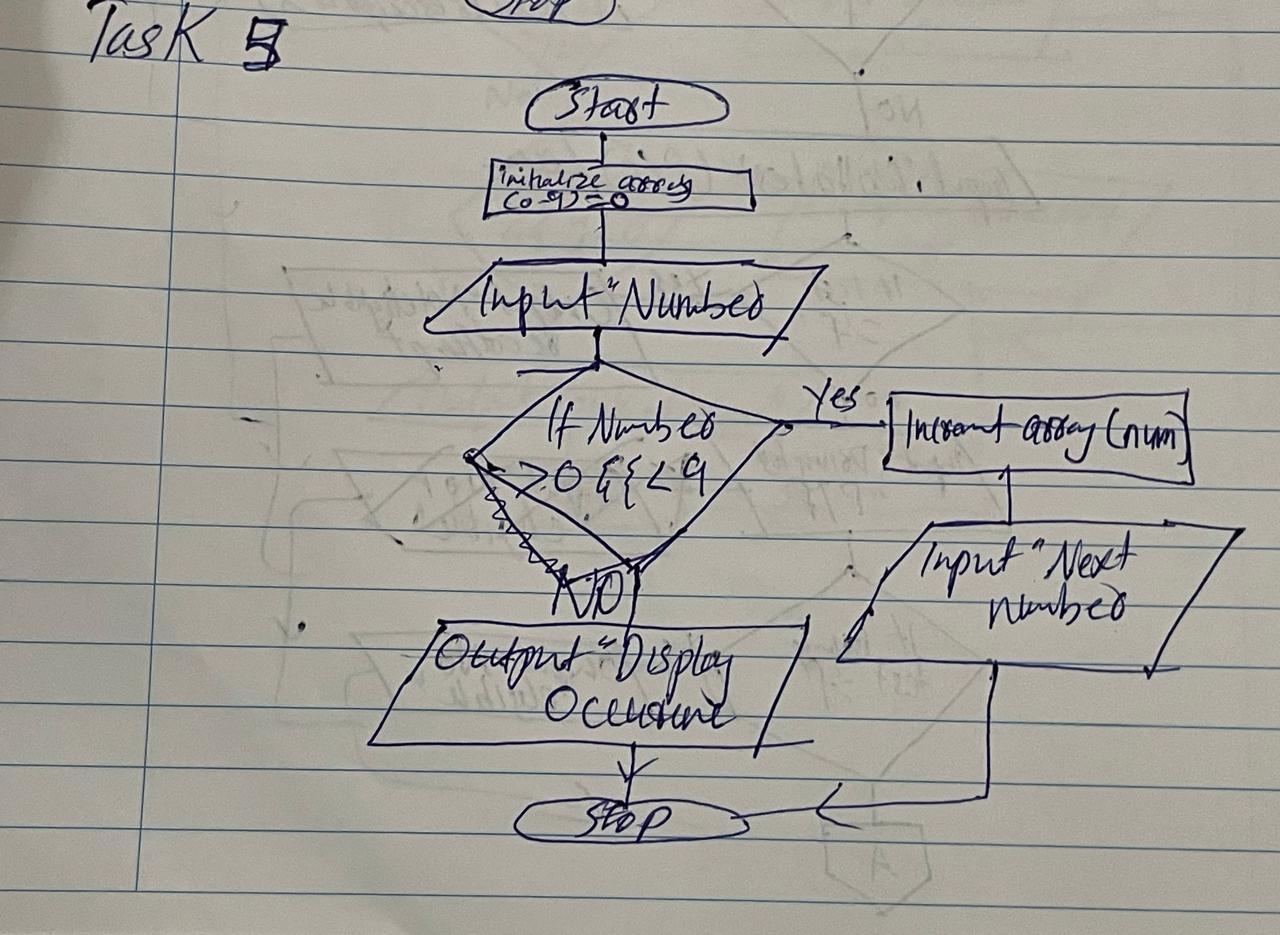 Stop
Task 5
Start
initialize array
(0-9) = 0
Input "Number
If Number
>0 {{ < 9
Yes
Increment array (num)
Input "Next
number
NO
Output "Display
Occurrence
Stop